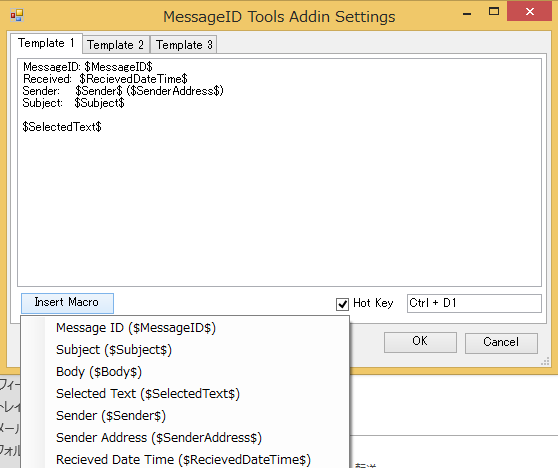 MessageID Tools Addin Settings
Template 1 Template 2 Template 3
MessageID: $MessageID$
Received: $RecievedDateTime$
Sender: $Sender$ ($SenderAddress$)
Subject: $Subject$
$SelectedText$
Insert Macro Hot Key Ctrl + D1
Message ID ($MessageID$)
OK Cancel
Subject ($Subject$)
Body ($Body$)
Selected Text ($SelectedText$)
Sender ($Sender$)
Sender Address ($SenderAddress$)
Recieved Date Time ($RecievedDateTime$)
フィー
トレイ
メール
フォル